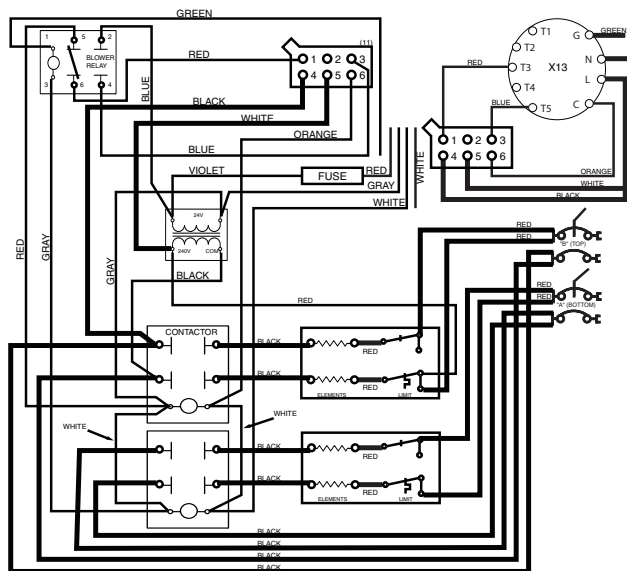 GREEN
1 5 2
BLOWER
RELAY
3 6 4
RED
BLUE
(11)
1 2 3
4 5 6
BLACK
WHITE
ORANGE
BLUE
VIOLET
FUSE
RED
GRAY
WHITE
WHITE
T1
T2
T3
T4
T5
X13
G
N
L
C
GREEN
RED
BLUE
1 2 3
4 5 6
ORANGE
WHITE
BLACK
24V
240V
COM
RED
GRAY
GRAY
BLACK
RED
RED
RED
"B" (TOP)
RED
RED
"A" (BOTTOM)
CONTACTOR
BLACK
RED
BLACK
RED
ELEMENTS
LIMIT
WHITE
WHITE
BLACK
RED
BLACK
RED
ELEMENTS
LIMIT
BLACK
BLACK
BLACK
BLACK